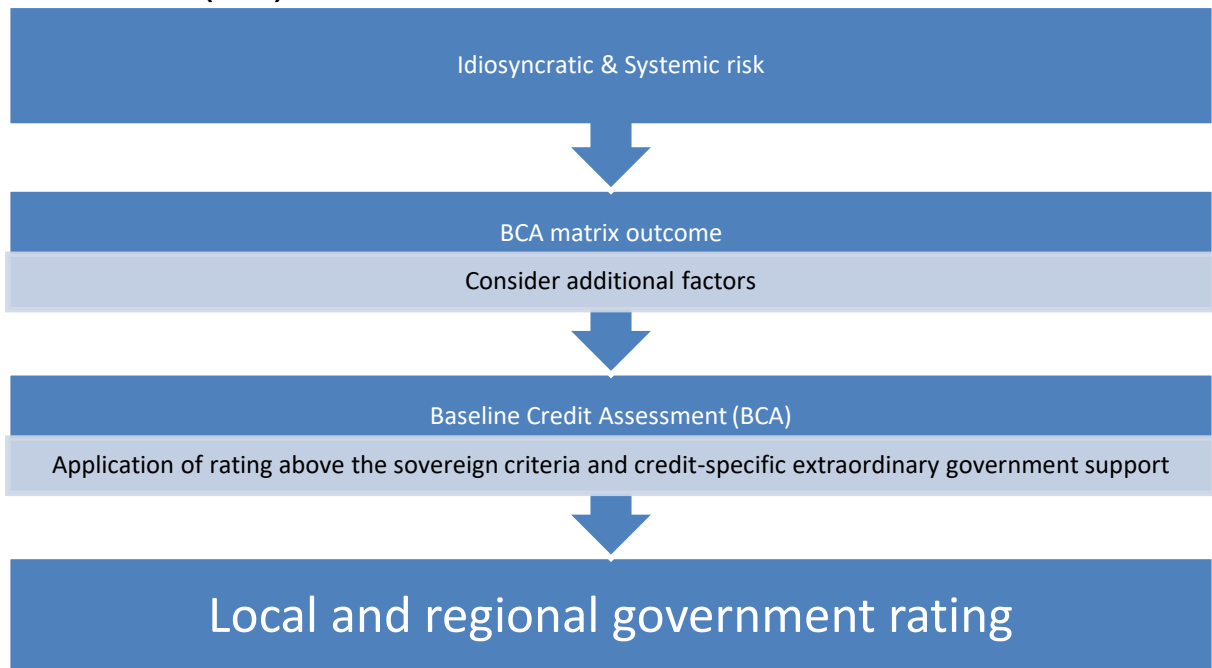 Idiosyncratic & Systemic risk
BCA matrix outcome
Consider additional factors
Baseline Credit Assessment (BCA)
Application of rating above the sovereign criteria and credit-specific extraordinary government support
Local and regional government rating